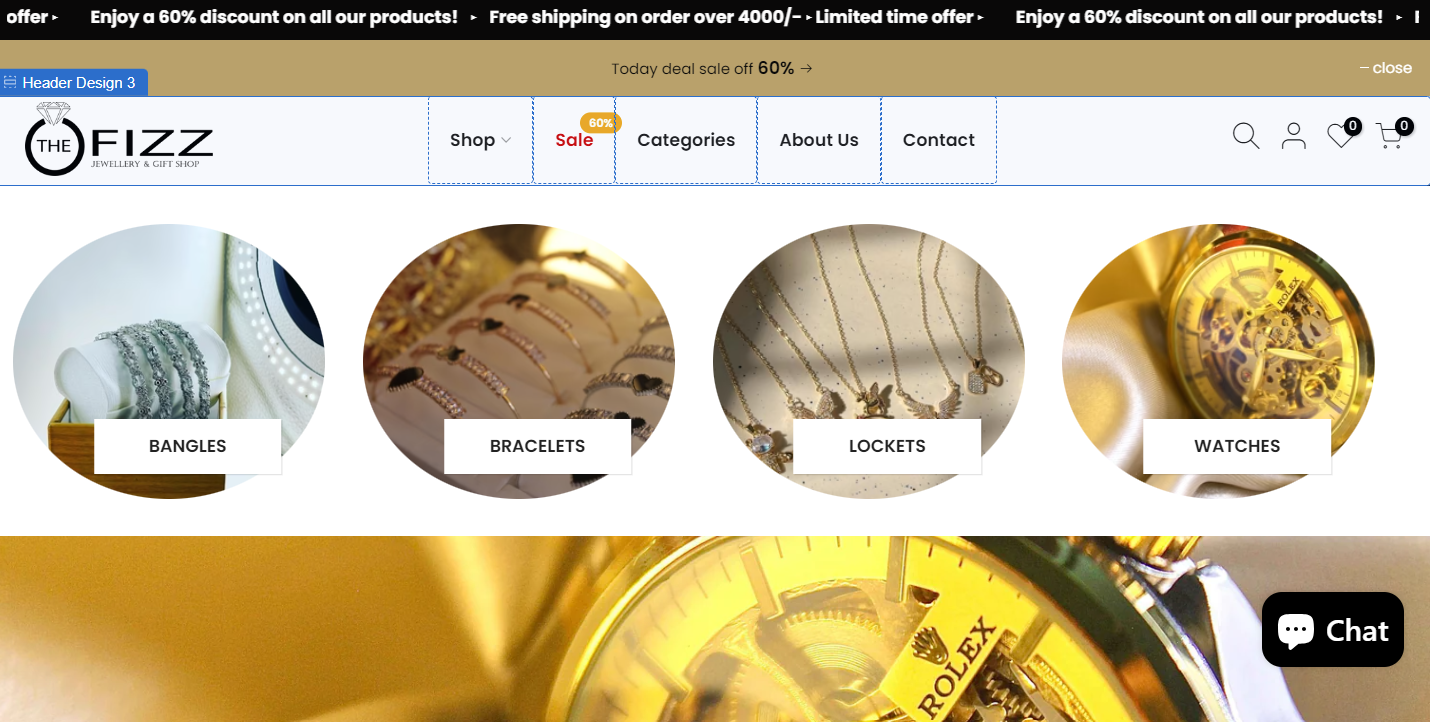 offer ▸ Enjoy a 60% discount on all our products! ▸ Free shipping on order over 4000/- ▸ Limited time offer ▸ Enjoy a 60% discount on all our products! ▸
Today deal sale off 60% →
close
Header Design 3
THE FIZZ
JEWELLERY & GIFT SHOP
Shop
Sale
60%
Categories
About Us
Contact
0
0
ROLEX
BANGLES
BRACELETS
LOCKETS
WATCHES
ROLEX
Chat